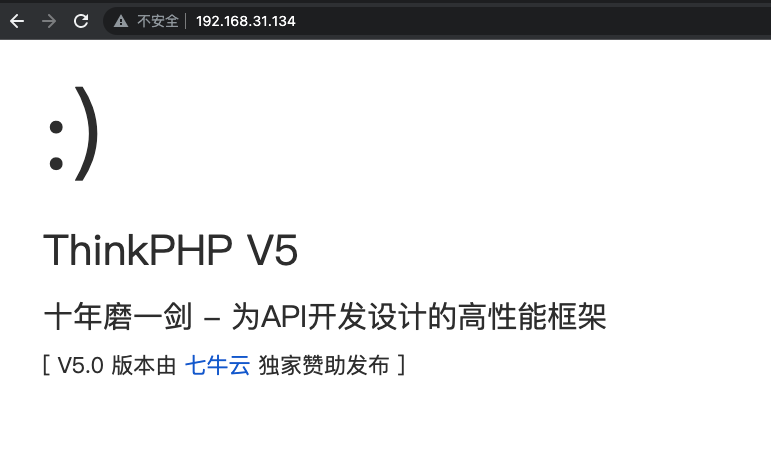 不安全 | 192.168.31.134
:)
ThinkPHP V5
十年磨一剑 - 为API开发设计的高性能框架
[ V5.0 版本由 七牛云 独家赞助发布 ]